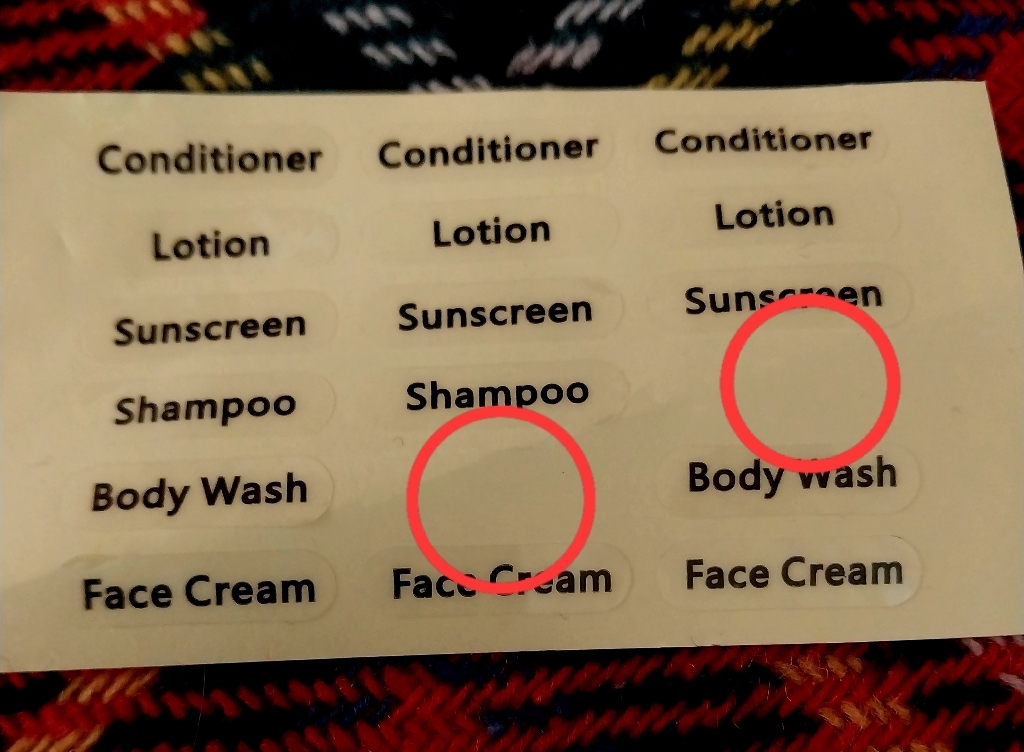 Conditioner Conditioner Conditioner
Lotion Lotion Lotion
Sunscreen Sunscreen Sunscreen
Shampoo Shampoo
Body Wash Body Wash
Face Cream Face Cream Face Cream